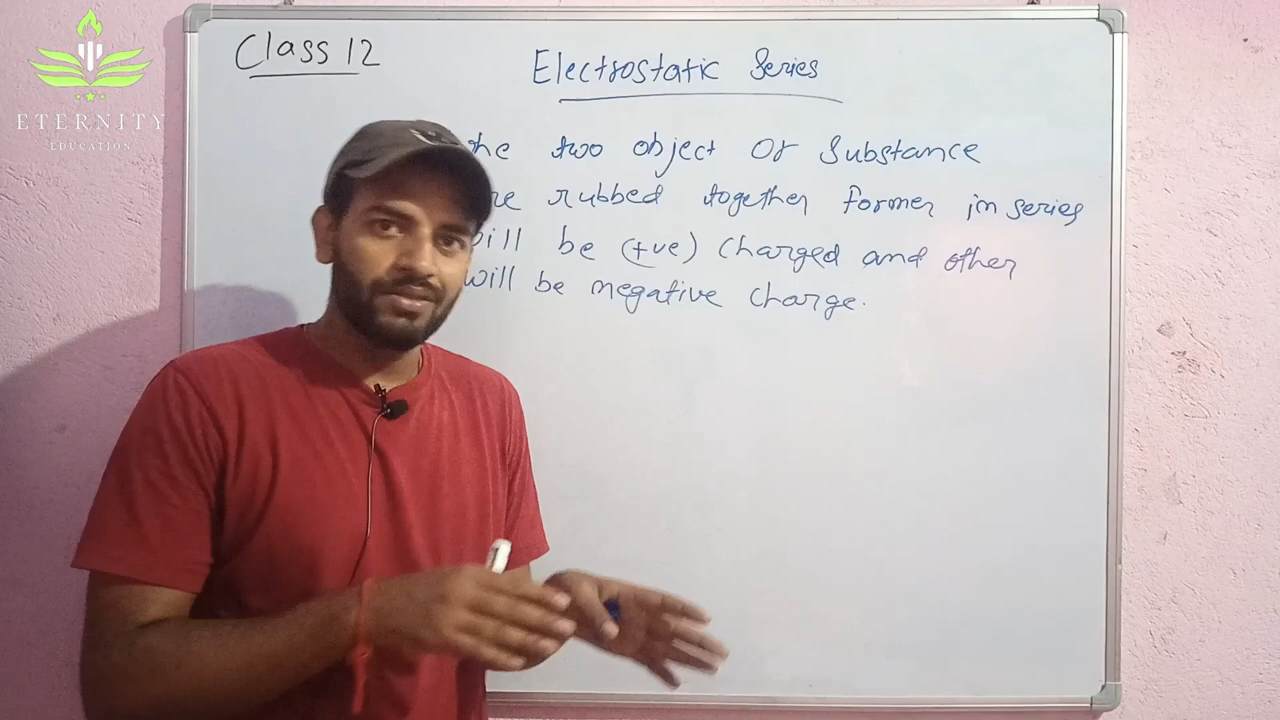 ETERNITY
EDUCATION
Class 12
Electrostatic Series
the two object Or Substance
rubbed together former in series
will be (+ve) charged and other
will be negative charge.